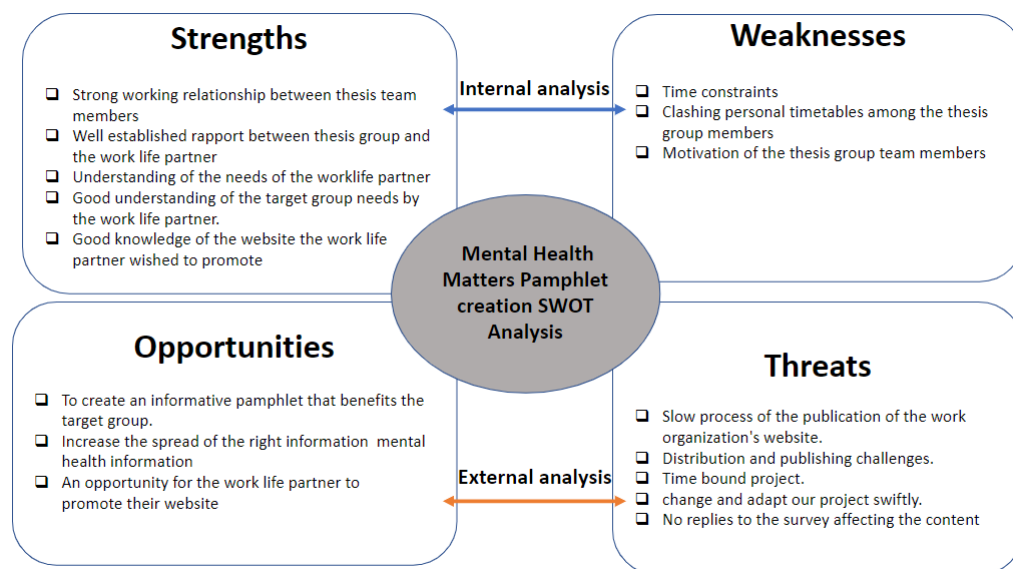 Strengths
❑ Strong working relationship between thesis team
members
❑ Well established rapport between thesis group and
the work life partner
❑ Understanding of the needs of the worklife partner
❑ Good understanding of the target group needs by
the work life partner.
❑ Good knowledge of the website the work life
partner wished to promote
Internal analysis
Weaknesses
❑ Time constraints
❑ Clashing personal timetables among the thesis
group members
❑ Motivation of the thesis group team members
Mental Health
Matters Pamphlet
creation SWOT
Analysis
Opportunities
❑ To create an informative pamphlet that benefits the
target group.
❑ Increase the spread of the right information mental
health information
❑ An opportunity for the work life partner to
promote their website
External analysis
Threats
❑ Slow process of the publication of the work
organization's website.
❑ Distribution and publishing challenges.
❑ Time bound project.
❑ change and adapt our project swiftly.
❑ No replies to the survey affecting the content